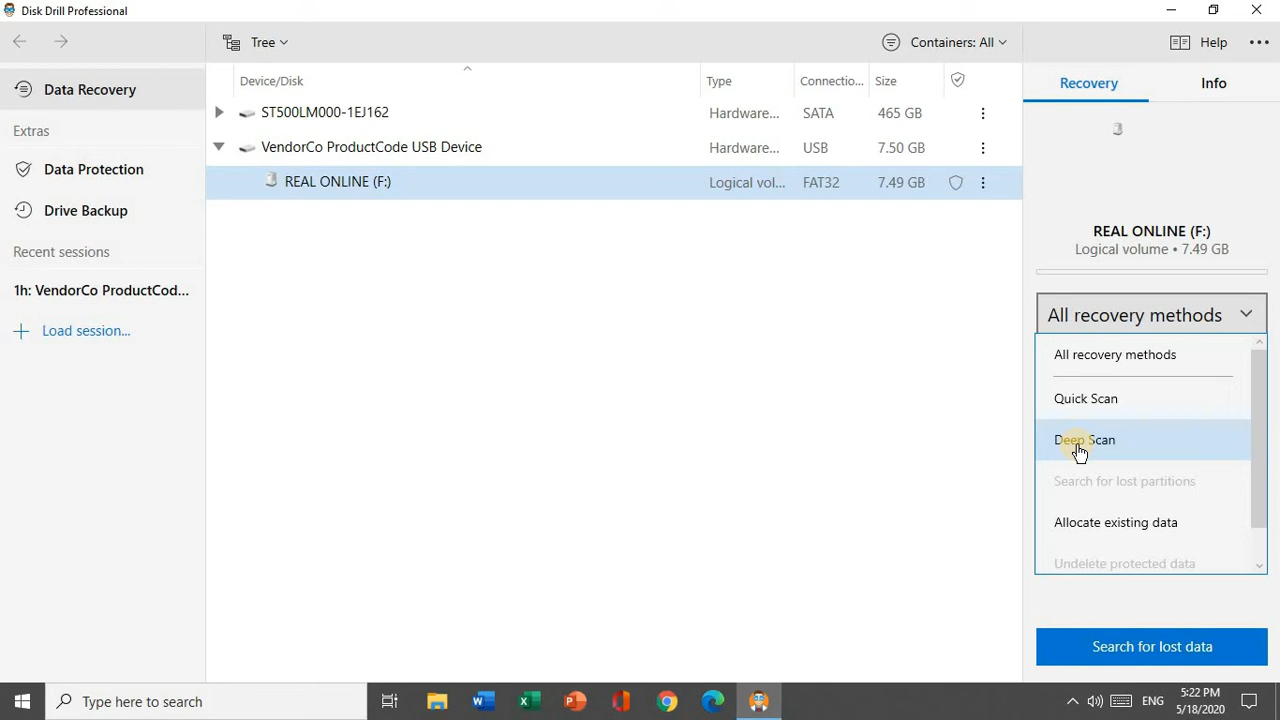 Disk Drill Professional
Tree
Containers: All
Help
Data Recovery
Extras
Data Protection
Drive Backup
Recent sessions
1h: VendorCo ProductCod...
Load session...
Device/Disk
Type
Connectio...
Size
ST500LM000-1EJ162
Hardware...
SATA
465 GB
VendorCo ProductCode USB Device
Hardware...
USB
7.50 GB
REAL ONLINE (F:)
Logical vol...
FAT32
7.49 GB
Recovery
Info
REAL ONLINE (F:)
Logical volume • 7.49 GB
All recovery methods
All recovery methods
Quick Scan
Deep Scan
Search for lost partitions
Allocate existing data
Undelete protected data
Search for lost data
Type here to search
ENG
5:22 PM
5/18/2020